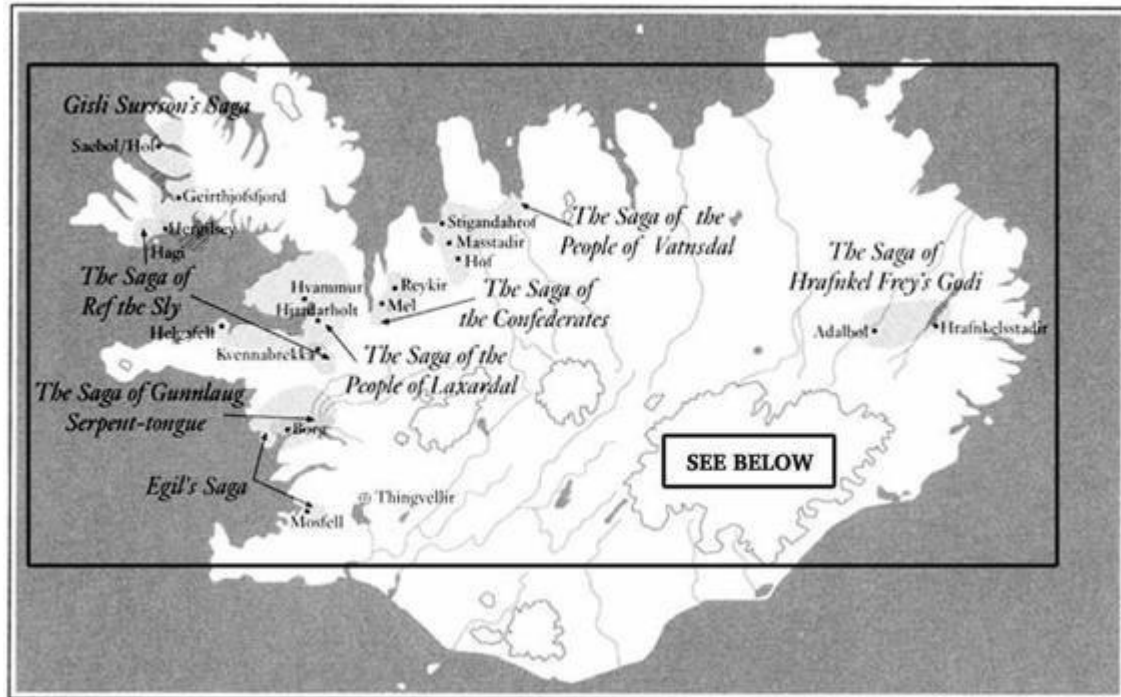 Gisli Sursson's Saga
Saebol/Hol
Geirthjofsfjord
Hergilsey
Hagi
The Saga of
Ref the Sly
Helgafell
Kvennabrekka
Hvammur
Hjardarholt
Stigandahrof
Masstadir
Hof
Reykir
Mel
The Saga of the
People of Vatnsdal
The Saga of
the Confederates
The Saga of the
People of Laxardal
The Saga of Gunnlaug
Serpent-tongue
Borg
Egil's Saga
Mosfell
Thingvellir
The Saga of
Hrafnkel Frey's Godi
Adalbol
Hrafnkelsstadir
SEE BELOW